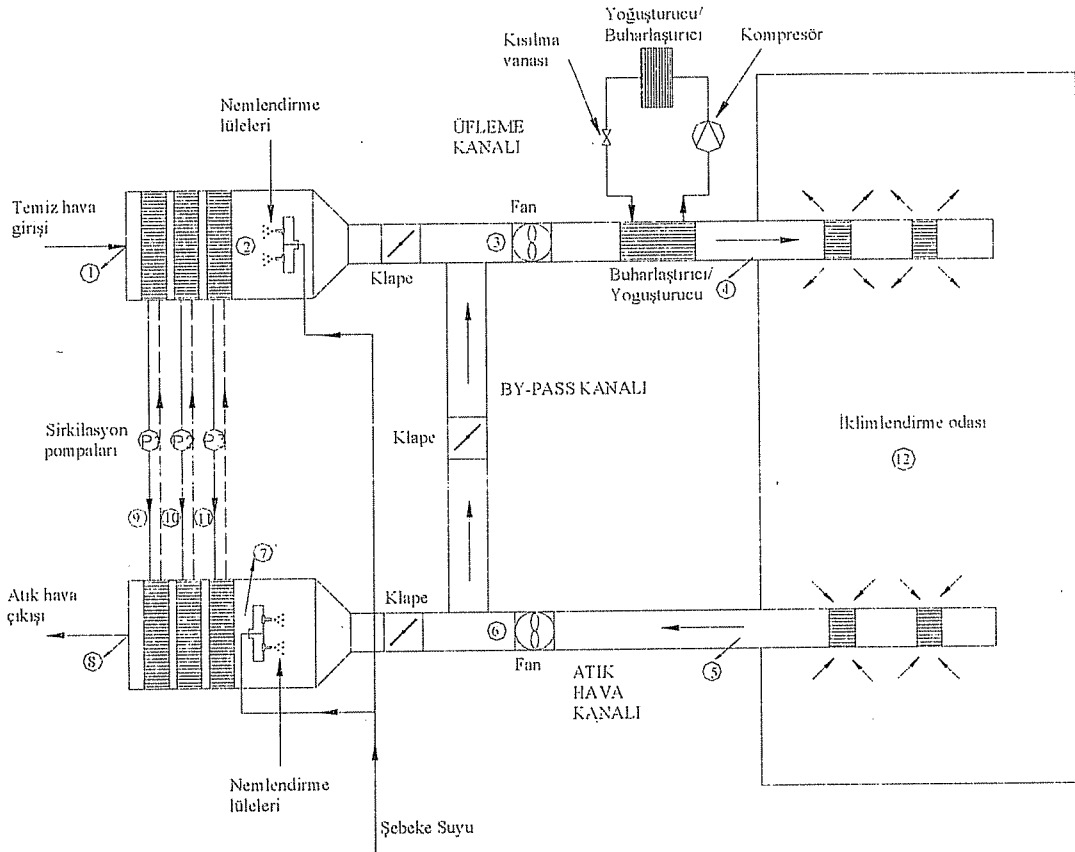 Yoğuşturucu/
Buharlaştırıcı
Kısılma
vanası
Kompresör
Nemlendirme
lüleleri
ÜFLEME
KANALI
Temiz hava
girişi
Fan
1
2
3
Klape
Buharlaştırıcı/
Yoguşturucu
4
BY-PASS KANALI
Klape
İklimlendirme odası
12
Sirkilasyon
pompaları
P1
P2
P3
9
10
11
7
Atık hava
çıkışı
Klape
8
6
Fan
5
ATIK
HAVA
KANALI
Nemlendirme
lüleleri
Şebeke Suyu